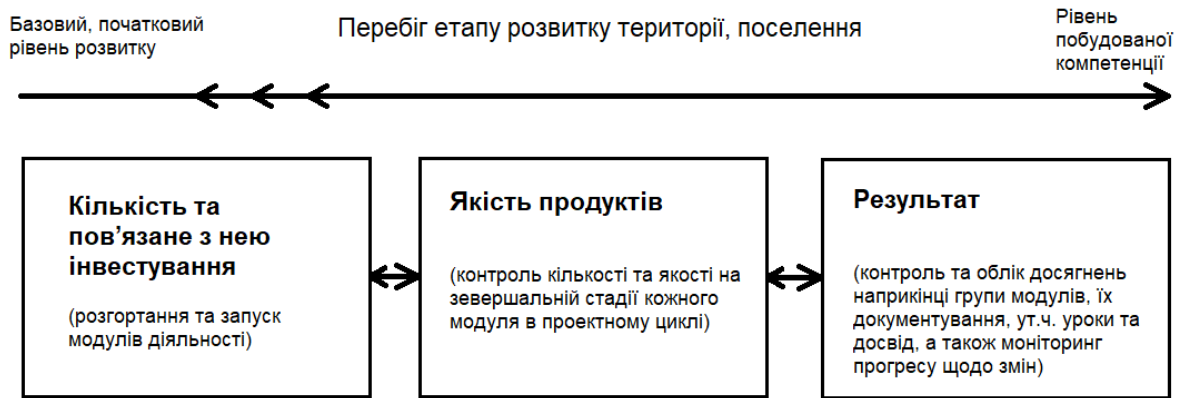 Базовий, початковий
рівень розвитку
Перебіг етапу розвитку території, поселення
Рівень
побудованої
компетенції
Кількість та
пов’язане з нею
інвестування
(розгортання та запуск
модулів діяльності)
Якість продуктів
(контроль кількості та якості на
зевершальній стадії кожного
модуля в проектному циклі)
Результат
(контроль та облік досягнень
наприкінці групи модулів, їх
документування, ут.ч. уроки та
досвід, а також моніторинг
прогресу щодо змін)